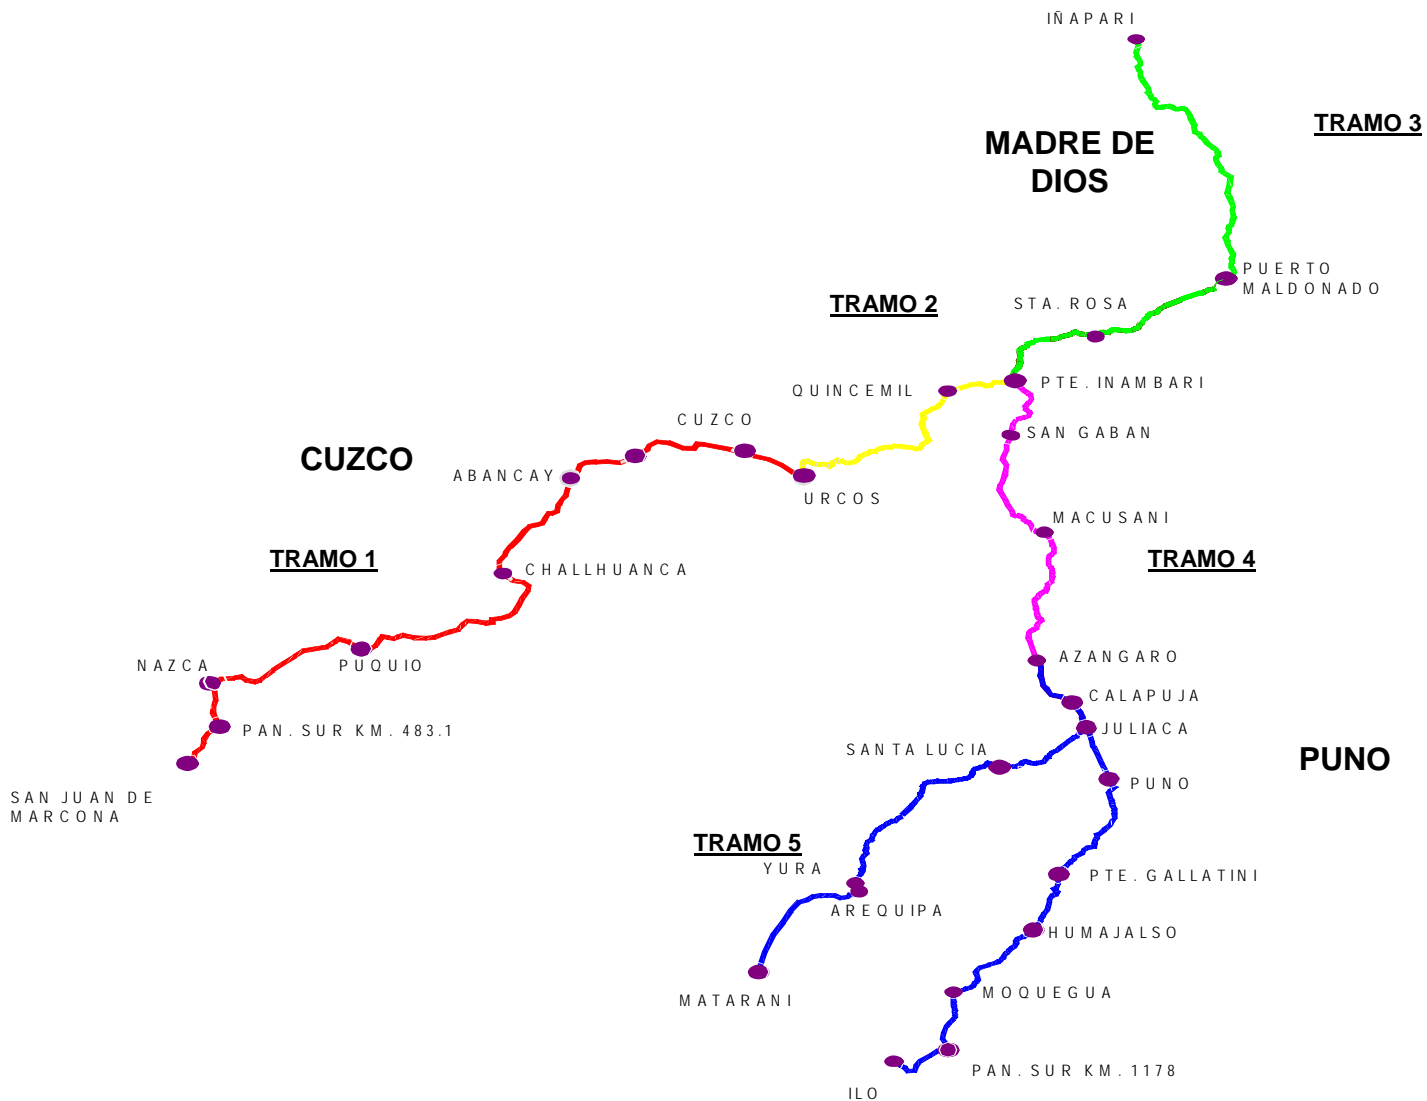 IÑAPARI
TRAMO 3
MADRE DE
DIOS
PUERTO
MALDONADO
TRAMO 2
STA. ROSA
QUINCEMIL
PTE. INAMBARI
CUZCO
SAN GABAN
CUZCO
ABANCAY
URCOS
MACUSANI
TRAMO 1
CHALLHUANCA
TRAMO 4
NAZCA
PUQUIO
AZANGARO
CALAPUJA
PAN. SUR KM. 483.1
JULIACA
SANTA LUCIA
PUNO
PUNO
SAN JUAN DE
MARCONA
TRAMO 5
YURA
PTE. GALLATINI
AREQUIPA
HUMAJALSO
MATARANI
MOQUEGUA
PAN. SUR KM. 1178
ILO